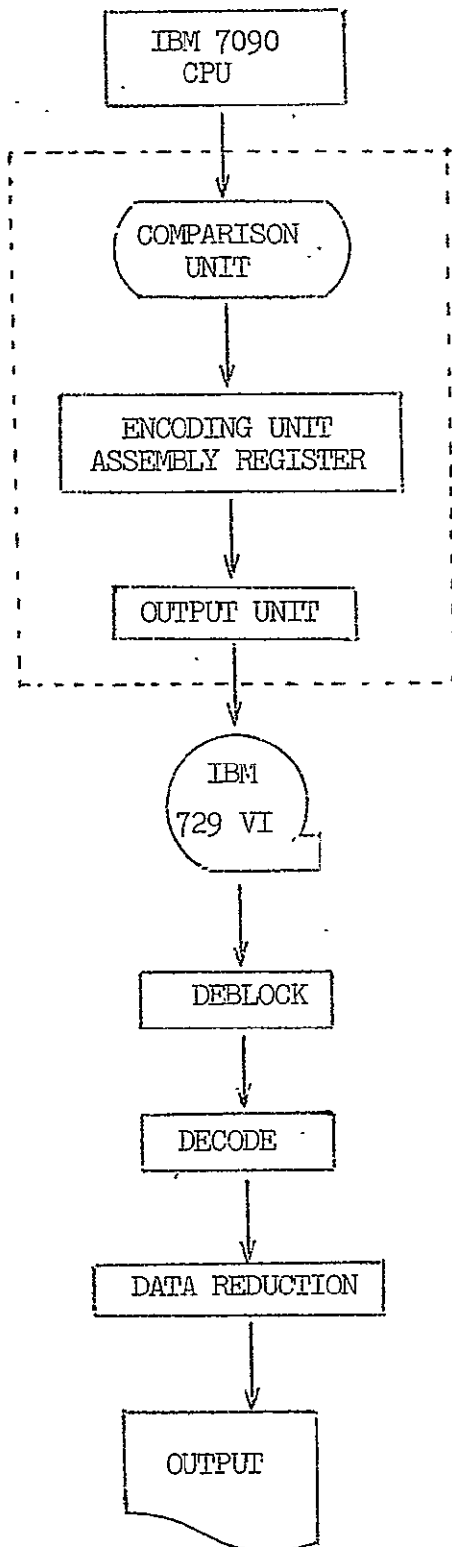 IBM 7090
CPU
COMPARISON
UNIT
ENCODING UNIT
ASSEMBLY REGISTER
OUTPUT UNIT
IBM
729 VI
DEBLOCK
DECODE
DATA REDUCTION
OUTPUT